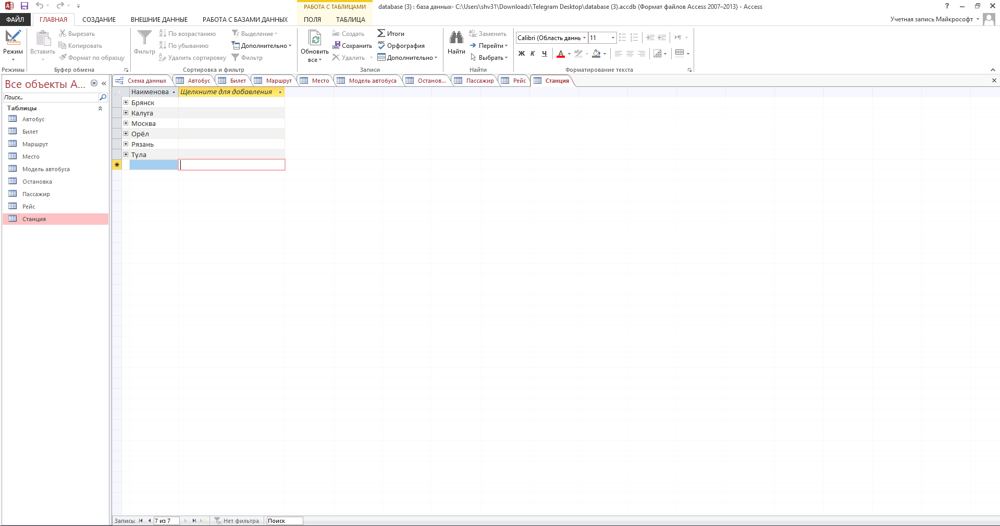 РАБОТА С ТАБЛИЦАМИ
database (3) : база данных- C:\Users\shv31\Downloads\Telegram Desktop\database (3).accdb (Формат файлов Access 2007–2013) - Access
ФАЙЛ ГЛАВНАЯ СОЗДАНИЕ ВНЕШНИЕ ДАННЫЕ РАБОТА С БАЗАМИ ДАННЫХ ПОЛЯ ТАБЛИЦА
Учетная запись Майкрософт
Режим
Режимы
Вставить
Вырезать
Копировать
Формат по образцу
Буфер обмена
Фильтр
По возрастанию
По убыванию
Удалить сортировку
Выделение
Дополнительно
Фильтр
Сортировка и фильтр
Обновить
все
Создать
Сохранить
Удалить
Итоги
Орфография
Дополнительно
Записи
Найти
Заменить
Перейти
Выбрать
Найти
Calibri (Область данн 11
Ж К Ч
Форматирование текста
Все объекты A...
Поиск...
Таблицы
Автобус
Билет
Маршрут
Место
Модель автобуса
Остановка
Пассажир
Рейс
Станция
Схема данных Автобус Билет Маршрут Место Модель автобуса Останов... Пассажир Рейс Станция
Наименова Щелкните для добавления
Брянск
Калуга
Москва
Орёл
Рязань
Тула
Запись: 7 из 7 Нет фильтра Поиск